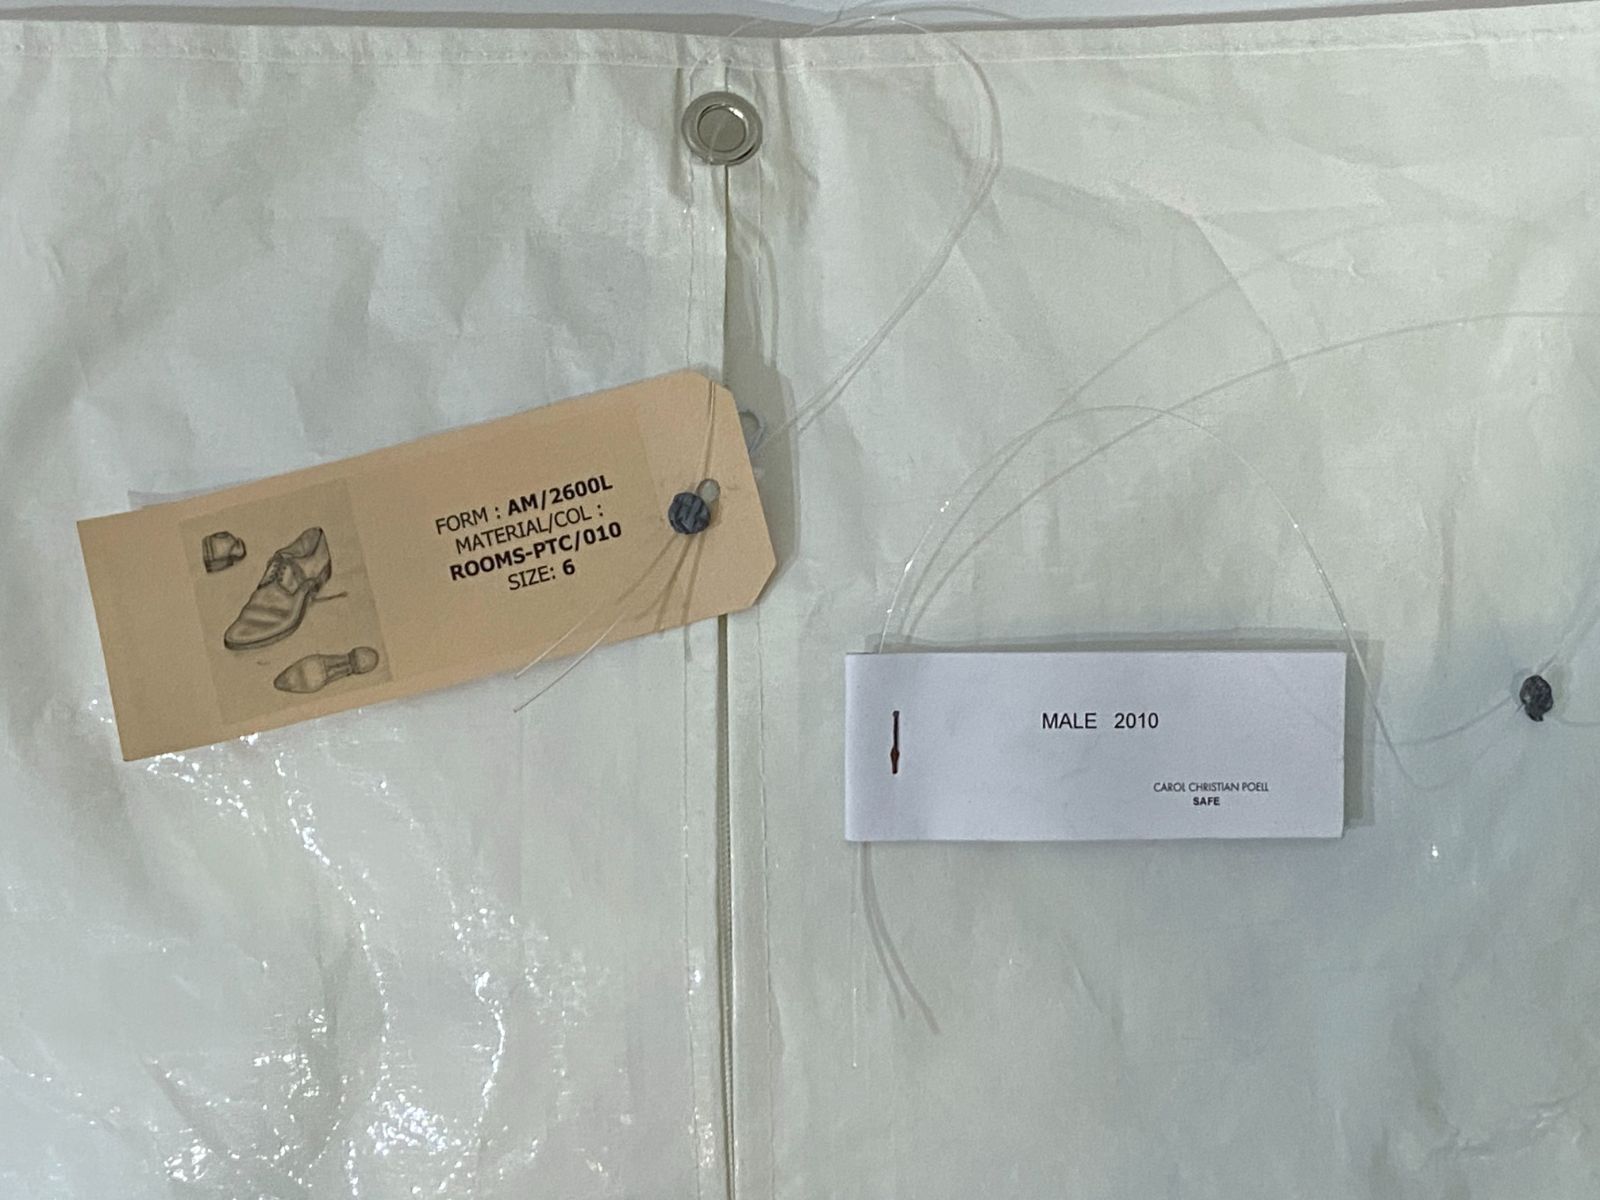 FORM : AM/2600L
MATERIAL/COL :
ROOMS-PTC/010
SIZE: 6
MALE 2010
CAROL CHRISTIAN POELL
SAFE